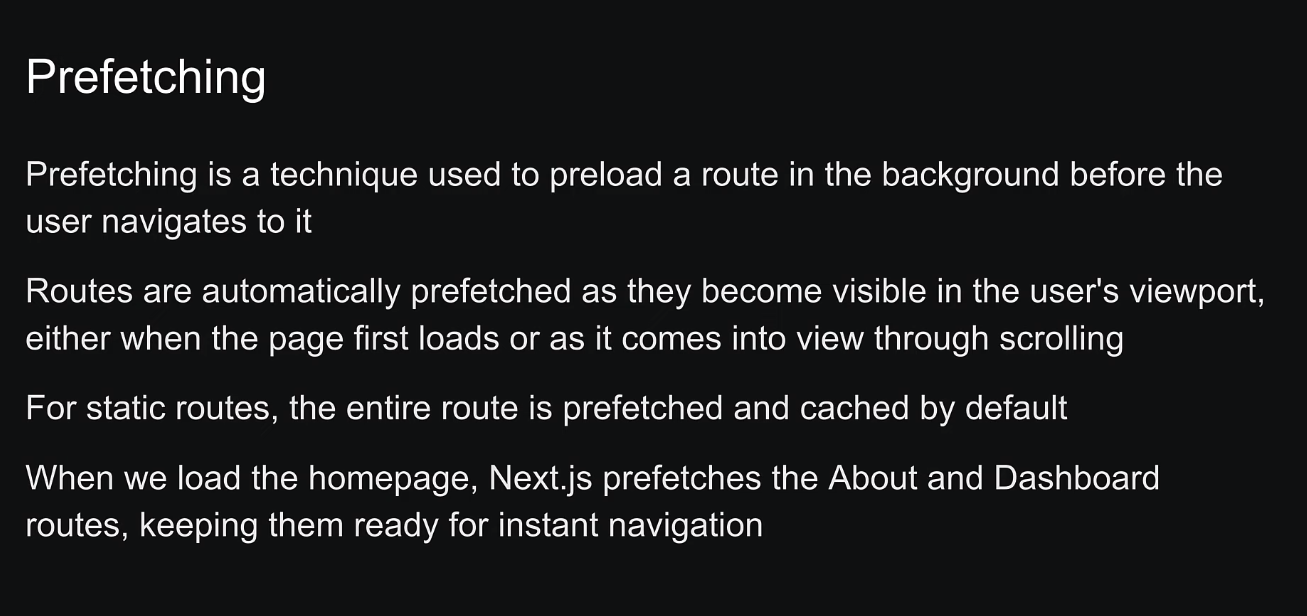 Prefetching
Prefetching is a technique used to preload a route in the background before the
user navigates to it
Routes are automatically prefetched as they become visible in the user's viewport,
either when the page first loads or as it comes into view through scrolling
For static routes, the entire route is prefetched and cached by default
When we load the homepage, Next.js prefetches the About and Dashboard
routes, keeping them ready for instant navigation